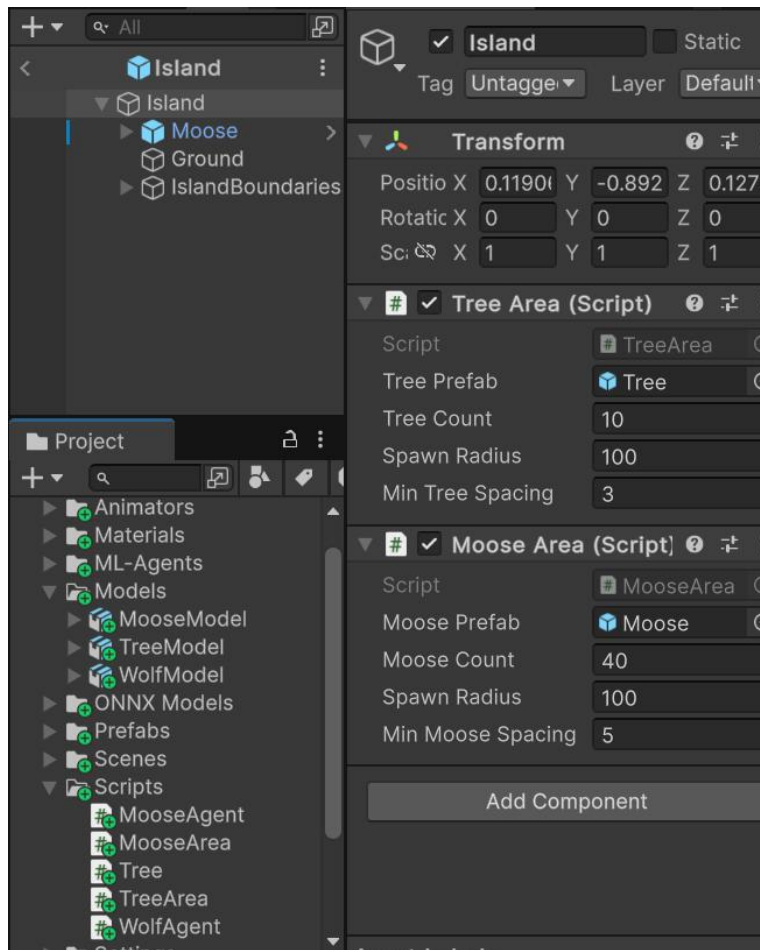 All
Island
Island
Moose
Ground
IslandBoundaries
Project
Animators
Materials
ML-Agents
Models
MooseModel
TreeModel
WolfModel
ONNX Models
Prefabs
Scenes
Scripts
MooseAgent
MooseArea
Tree
TreeArea
WolfAgent
Island Static
Tag Untagge Layer Default
Transform
Positio X 0.1190 Y -0.892 Z 0.127
Rotatic X 0 Y 0 Z 0
Sc X 1 Y 1 Z 1
# Tree Area (Script)
Script # TreeArea
Tree Prefab Tree
Tree Count 10
Spawn Radius 100
Min Tree Spacing 3
# Moose Area (Script)
Script # MooseArea
Moose Prefab Moose
Moose Count 40
Spawn Radius 100
Min Moose Spacing 5
Add Component